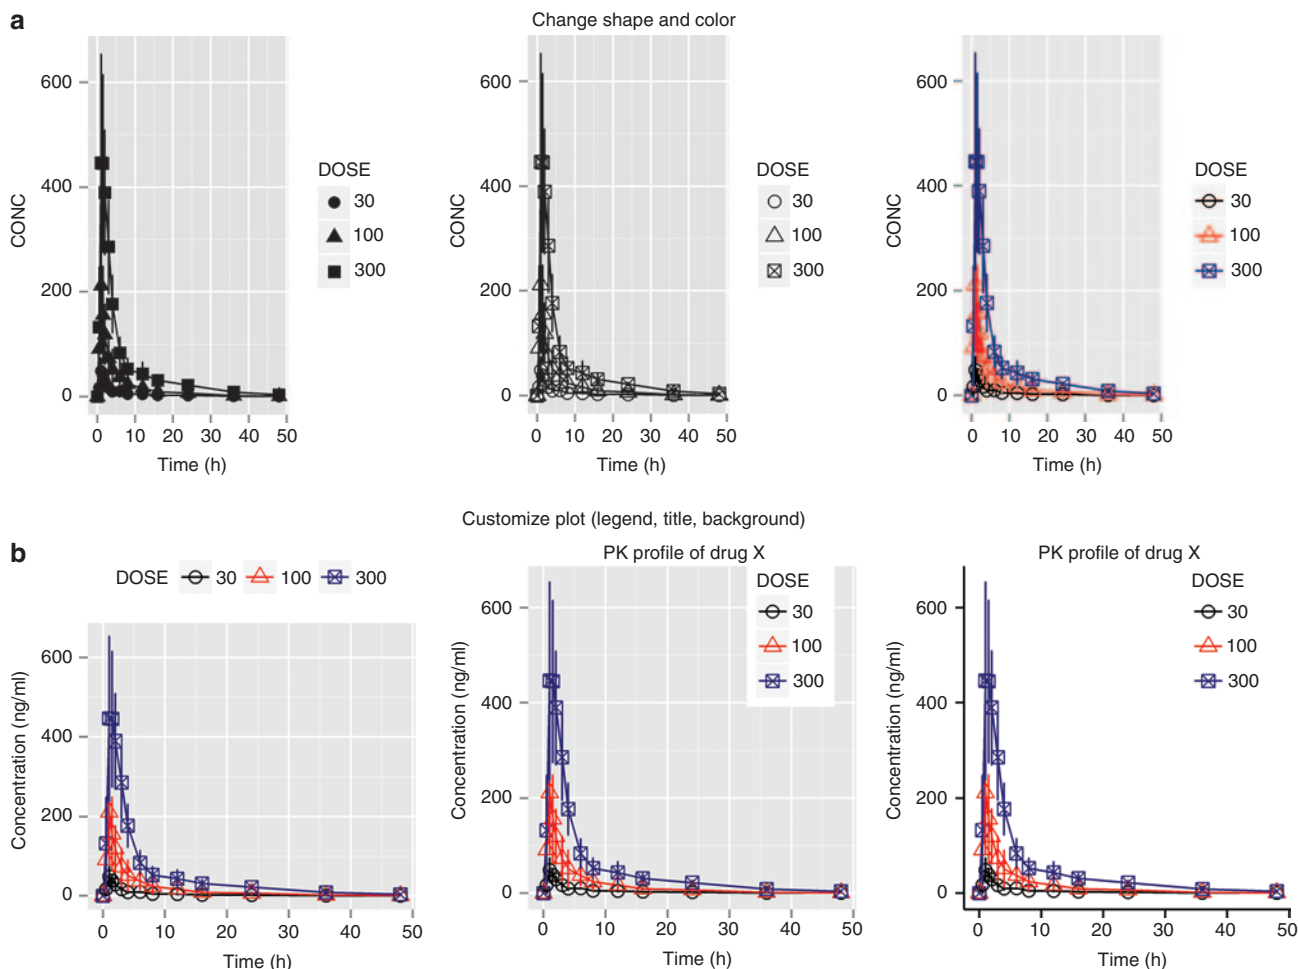 a
Change shape and color
600
400
200
0
CONC
0 10 20 30 40 50
Time (h)
DOSE
30
100
300
600
400
200
0
CONC
0 10 20 30 40 50
Time (h)
DOSE
30
100
300
600
400
200
0
CONC
0 10 20 30 40 50
Time (h)
DOSE
30
100
300
Customize plot (legend, title, background)
b
DOSE 30 100 300
600
400
200
0
Concentration (ng/ml)
0 10 20 30 40 50
Time (h)
PK profile of drug X
DOSE
30
100
300
600
400
200
0
Concentration (ng/ml)
0 10 20 30 40 50
Time (h)
PK profile of drug X
DOSE
30
100
300
600
400
200
0
Concentration (ng/ml)
0 10 20 30 40 50
Time (h)